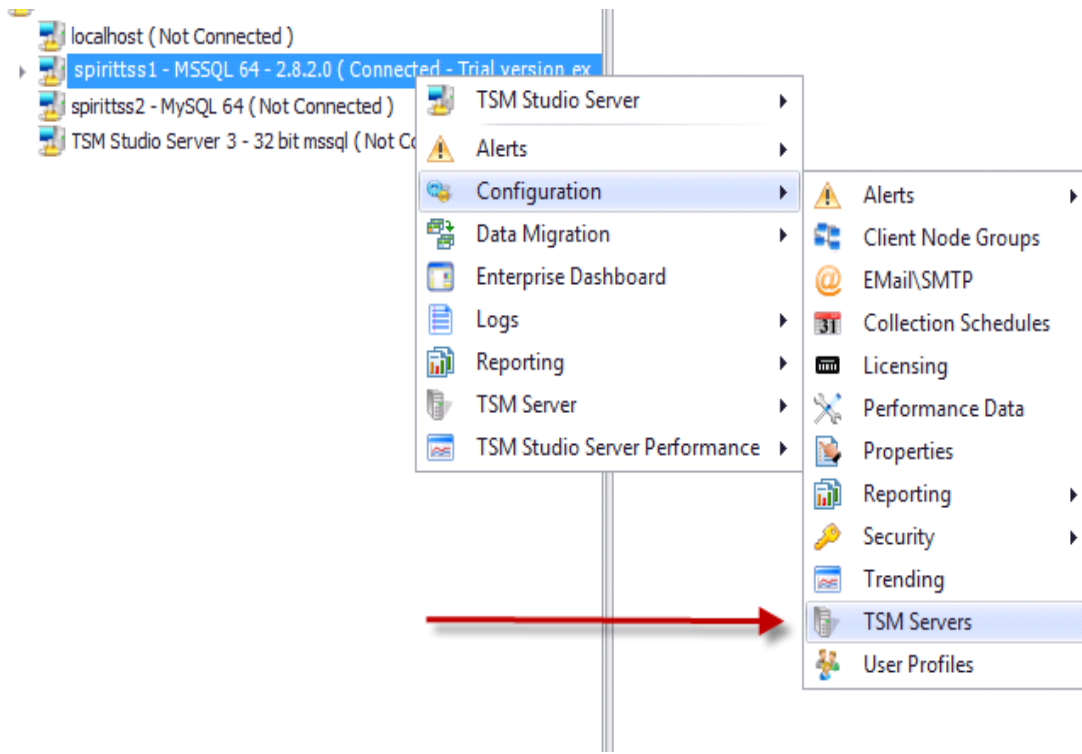 localhost ( Not Connected )
spirittss1 - MSSQL 64 - 2.8.2.0 ( Connected - Trial version ex
spirittss2 - MySQL 64 ( Not Connected )
TSM Studio Server 3 - 32 bit mssql ( Not Co
TSM Studio Server
Alerts
Configuration
Data Migration
Enterprise Dashboard
Logs
Reporting
TSM Server
TSM Studio Server Performance
Alerts
Client Node Groups
EMail\SMTP
31
Collection Schedules
Licensing
Performance Data
Properties
Reporting
Security
Trending
TSM Servers
User Profiles